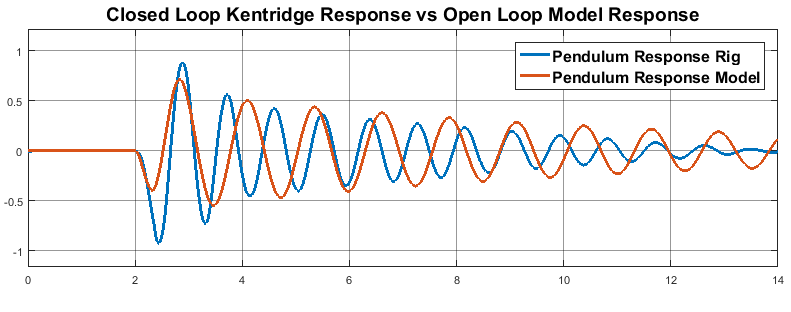 Closed Loop Kentridge Response vs Open Loop Model Response
Pendulum Response Rig
Pendulum Response Model
1
0.5
0
-0.5
-1
0 2 4 6 8 10 12 14